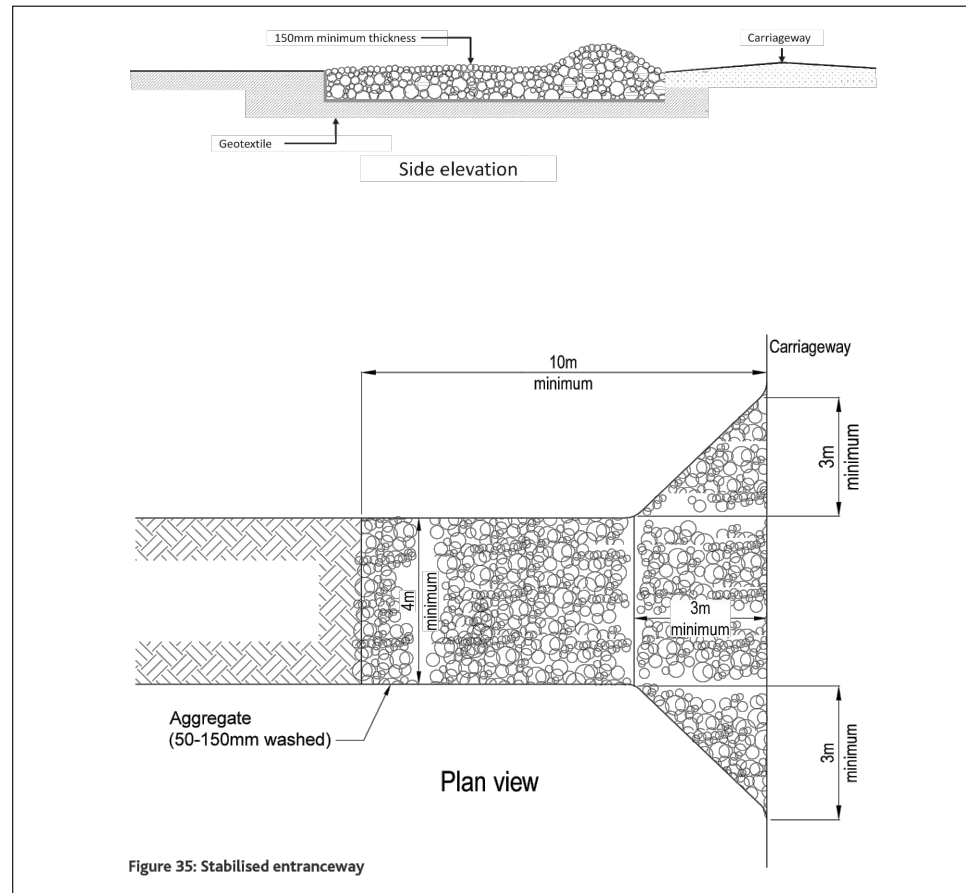 150mm minimum thickness
Carriageway
Geotextile
Side elevation
Carriageway
10m
minimum
3m
minimum
4m
minimum
3m
minimum
Aggregate
(50-150mm washed)
3m
minimum
Plan view
Figure 35: Stabilised entranceway